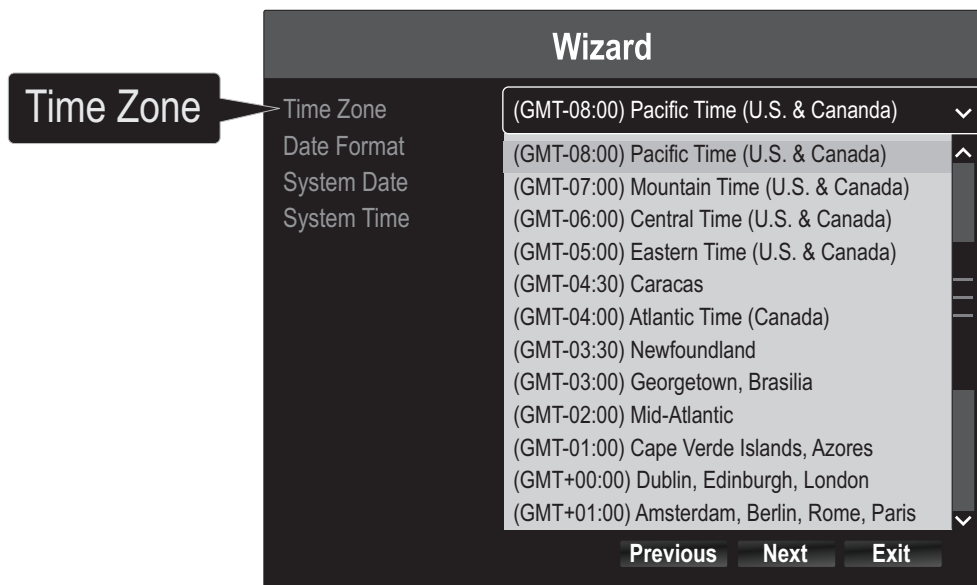 Wizard
Time Zone
Time Zone (GMT-08:00) Pacific Time (U.S. & Cananda)
Date Format
System Date
System Time
(GMT-08:00) Pacific Time (U.S. & Canada)
(GMT-07:00) Mountain Time (U.S. & Canada)
(GMT-06:00) Central Time (U.S. & Canada)
(GMT-05:00) Eastern Time (U.S. & Canada)
(GMT-04:30) Caracas
(GMT-04:00) Atlantic Time (Canada)
(GMT-03:30) Newfoundland
(GMT-03:00) Georgetown, Brasilia
(GMT-02:00) Mid-Atlantic
(GMT-01:00) Cape Verde Islands, Azores
(GMT+00:00) Dublin, Edinburgh, London
(GMT+01:00) Amsterdam, Berlin, Rome, Paris
Previous Next Exit